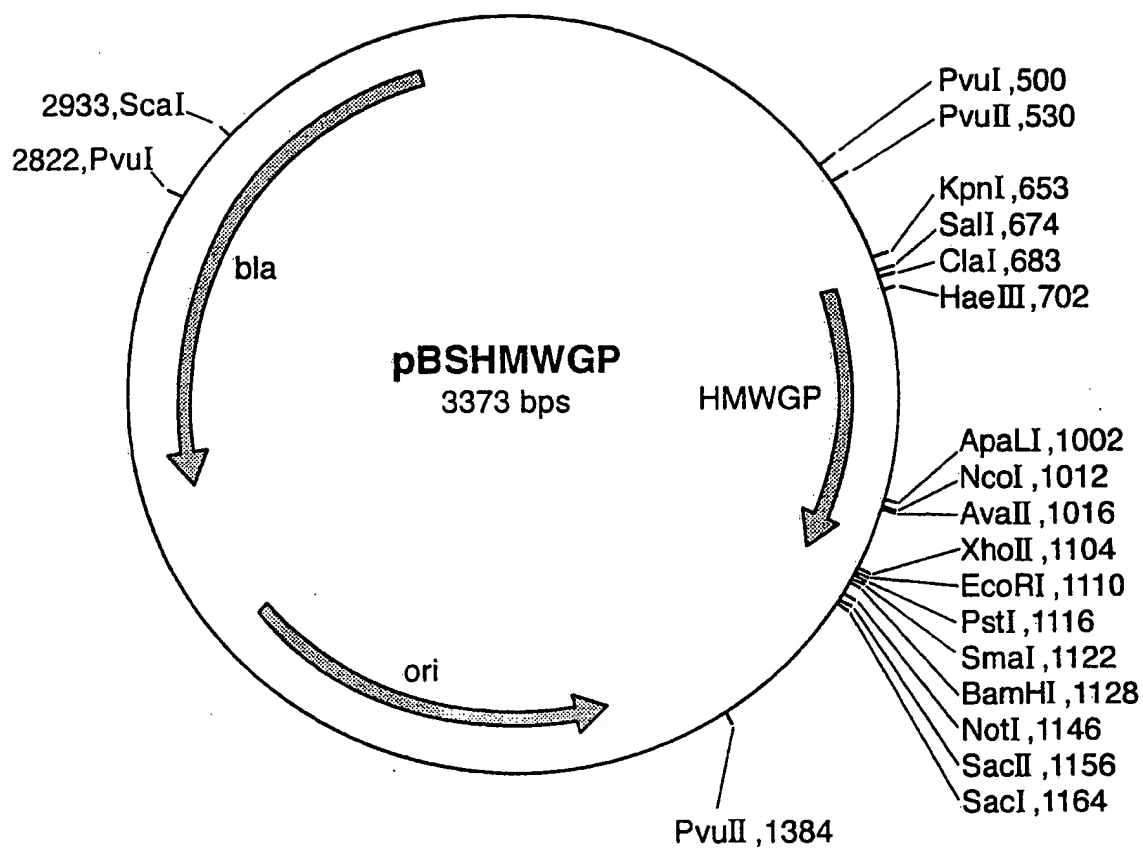 2933,ScaI
2822,PvuI
bla
pBSHMWGP
3373 bps
HMWGP
ori
PvuI,500
PvuII,530
KpnI,653
SalI,674
ClaI,683
HaeIII,702
ApaLI,1002
NcoI,1012
AvaII,1016
XhoII,1104
EcoRI,1110
PstI,1116
SmaI,1122
BamHI,1128
NotI,1146
SacII,1156
SacI,1164
PvuII,1384